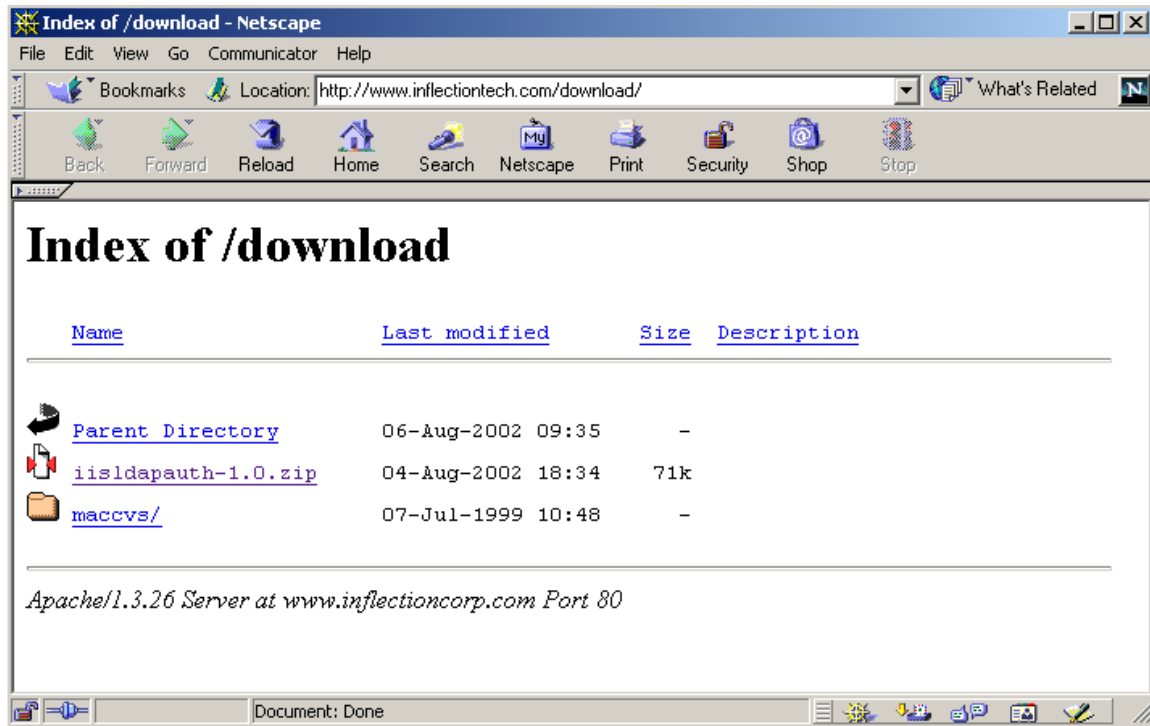 Index of /download - Netscape
File Edit View Go Communicator Help
Bookmarks Location: http://www.inflectiontech.com/download/ What's Related N
Back Forward Reload Home Search My Netscape Print Security Shop Stop
Index of /download
Name Last modified Size Description
Parent Directory 06-Aug-2002 09:35 -
iisldapauth-1.0.zip 04-Aug-2002 18:34 71k
maccvs/ 07-Jul-1999 10:48 -
Apache/1.3.26 Server at www.inflectioncorp.com Port 80
Document: Done